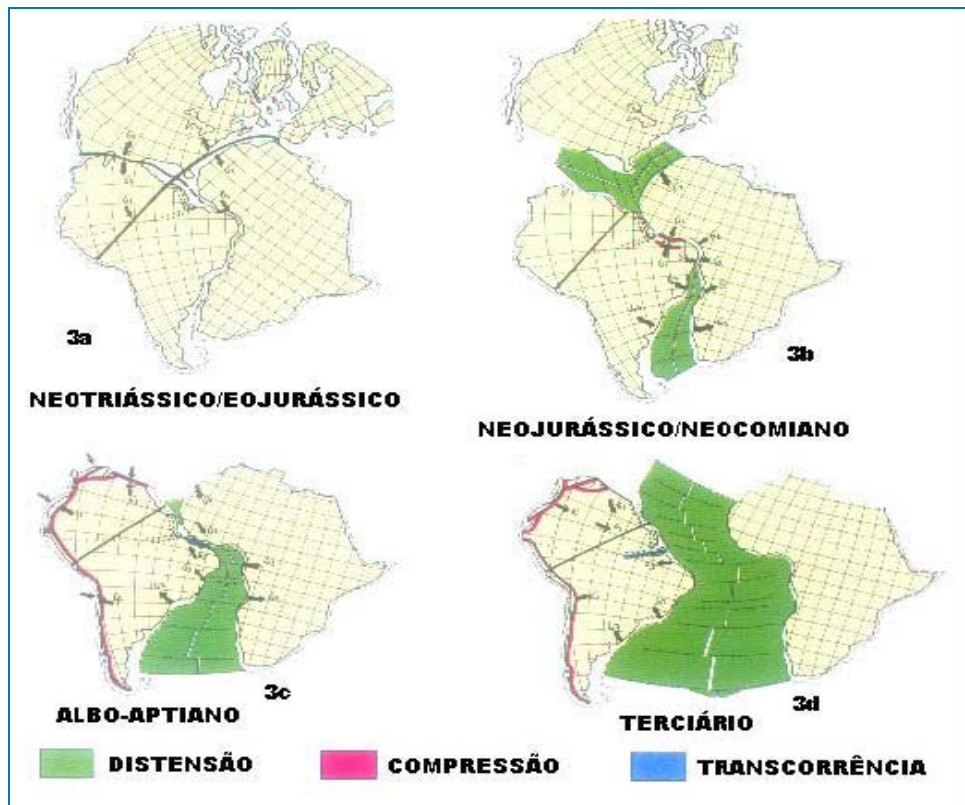 3a
3b
NEOTRIÁSSICO/EOJURÁSSICO
NEOJURÁSSICO/NEOCOMIANO
3c
3d
ALBO-APTIANO
TERCIÁRIO
DISTENSÃO
COMPRESSÃO
TRANSCORRÊNCIA